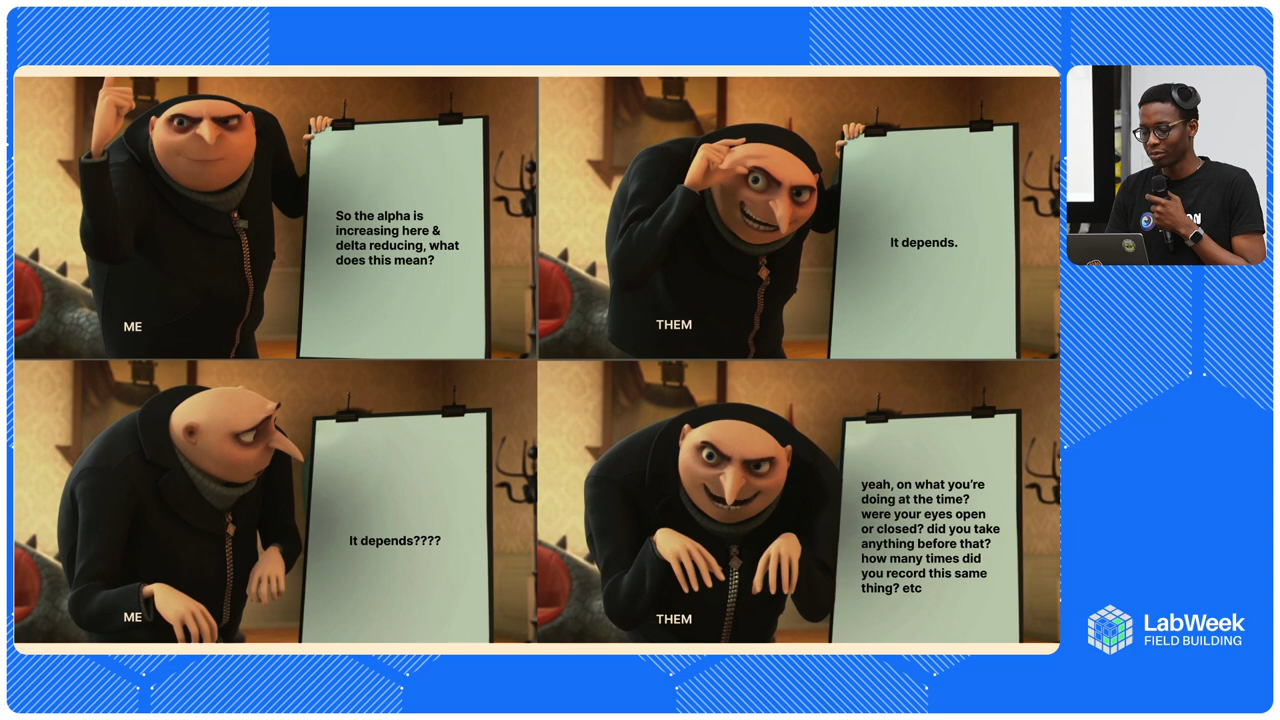 So the alpha is
increasing here &
delta reducing, what
does this mean?
ME
It depends.
THEM
It depends????
ME
yeah, on what you’re
doing at the time?
were your eyes open
or closed? did you take
anything before that?
how many times did
you record this same
thing? etc
THEM
LabWeek
FIELD BUILDING